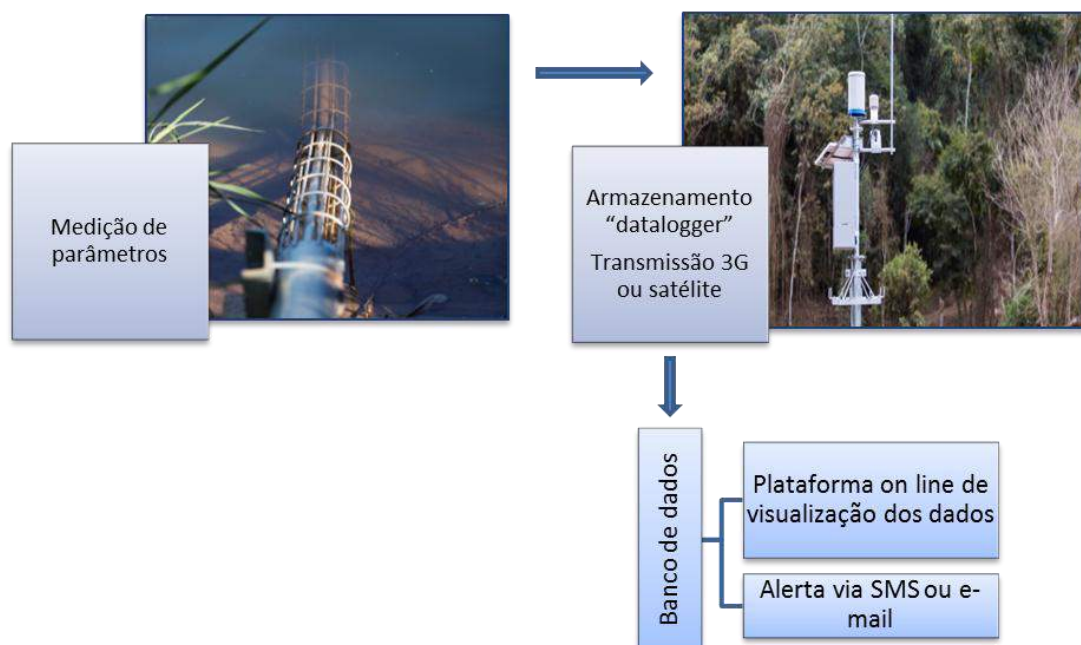 Medição de
parâmetros
Armazenamento
“datalogger”
Transmissão 3G
ou satélite
Banco de dados
Plataforma on line de
visualização dos dados
Alerta via SMS ou e-
mail